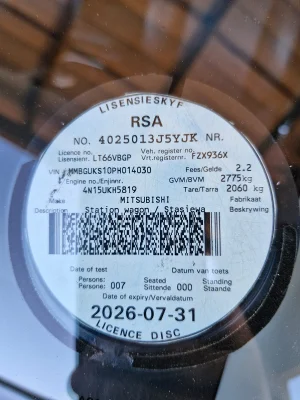 LISENSIESKYF
RSA
NO. 4025013J5YJK NR.
Licence no. Veh. register no.
Lisensienr. LT66VBGP Vrt.registernr. FZX936X
VIN MMBGUKS10PH014030 Fees/Gelde 2.2
Engine no./Enjinnr. GVM/BVM 2775kg
4N15UKH5819 Tare/Tarra 2060 kg
Make MITSUBISHI Fabrikaat
Description Station wagon / Stasiewa Beskrywing
Date of test Datum van toets
Persons: Seated Standing
Persone: 007 Sittende 000 Staande
Date of expiry/Vervaldatum
2026-07-31
LICENCE DISC